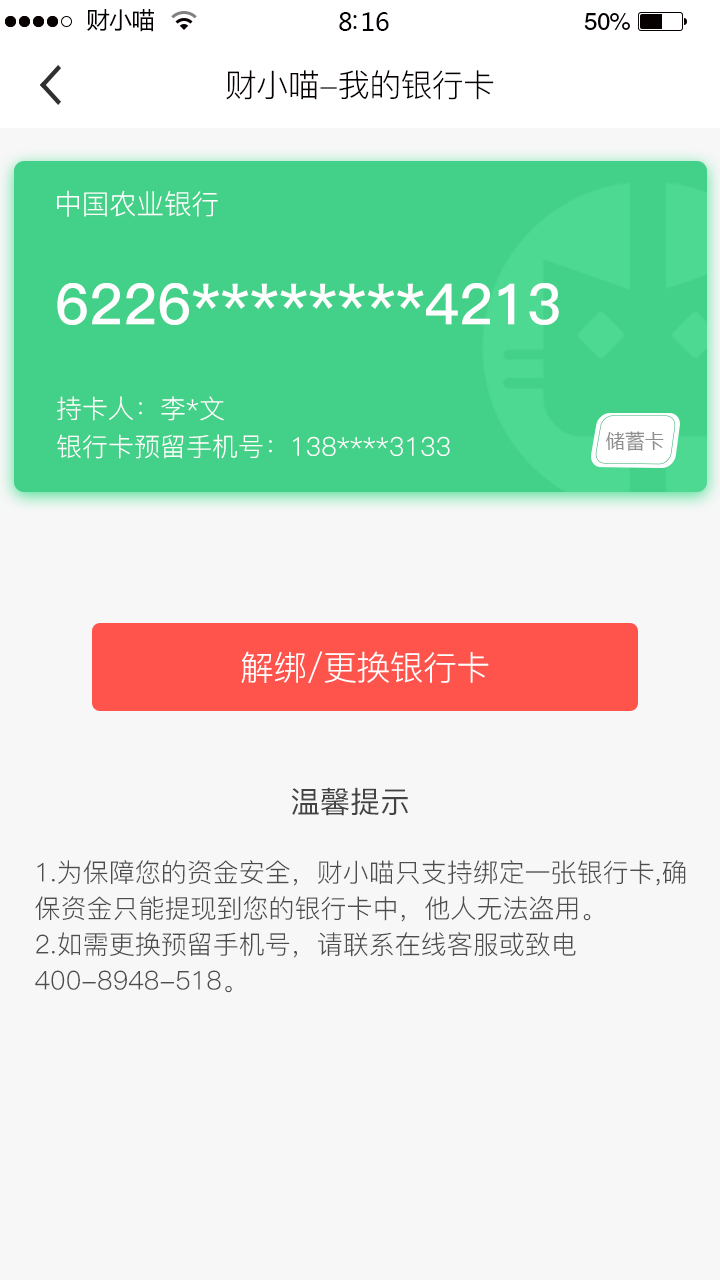 财小喵 8:16 50%
财小喵–我的银行卡
中国农业银行
6226********4213
持卡人：李*文
银行卡预留手机号：138****3133
储蓄卡
解绑/更换银行卡
温馨提示
1.为保障您的资金安全，财小喵只支持绑定一张银行卡,确
保资金只能提现到您的银行卡中，他人无法盗用。
2.如需更换预留手机号，请联系在线客服或致电
400–8948–518。